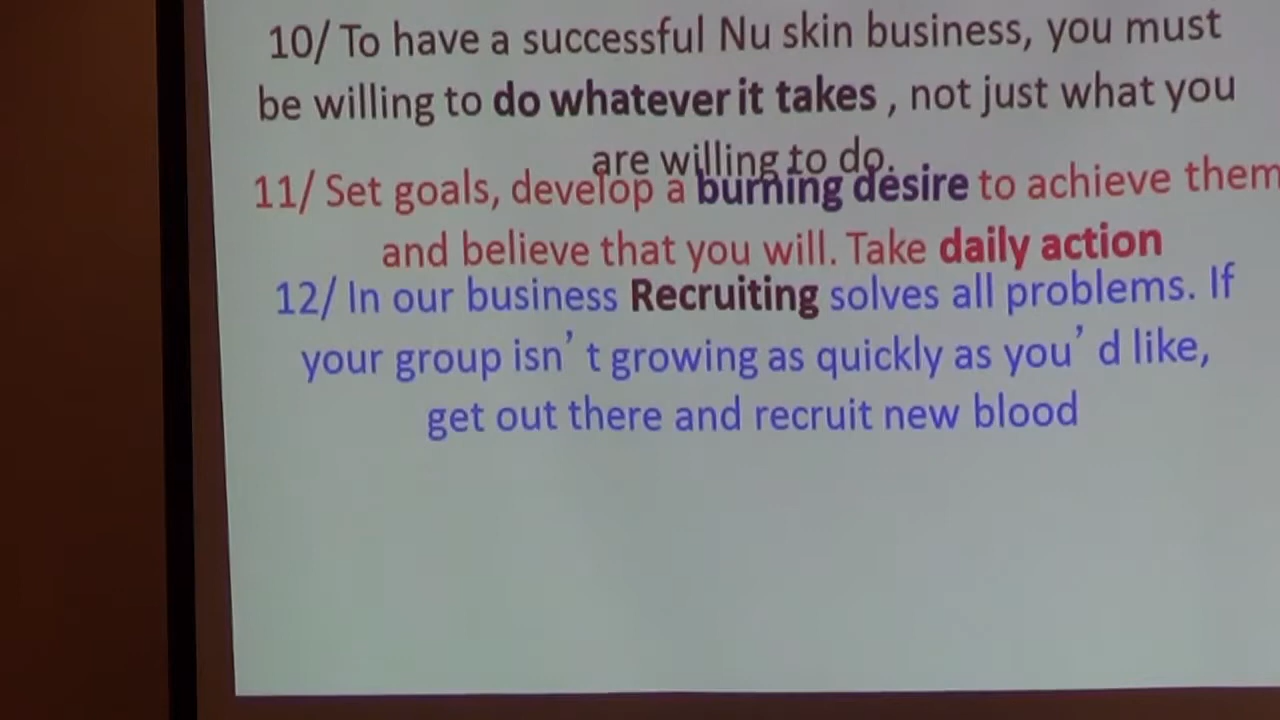 10/ To have a successful Nu skin business, you must
be willing to do whatever it takes , not just what you
are willing to do.
11/ Set goals, develop a burning desire to achieve them
and believe that you will. Take daily action
12/ In our business Recruiting solves all problems. If
your group isn’ t growing as quickly as you’ d like,
get out there and recruit new blood